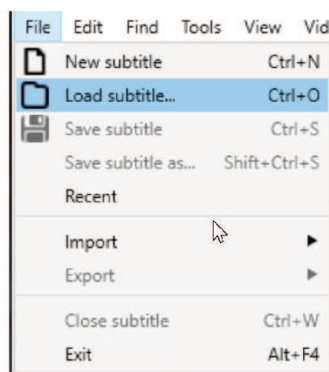 File Edit Find Tools View Vid
New subtitle Ctrl+N
Load subtitle... Ctrl+O
Save subtitle Ctrl+S
Save subtitle as... Shift+Ctrl+S
Recent
Import
Export
Close subtitle Ctrl+W
Exit Alt+F4